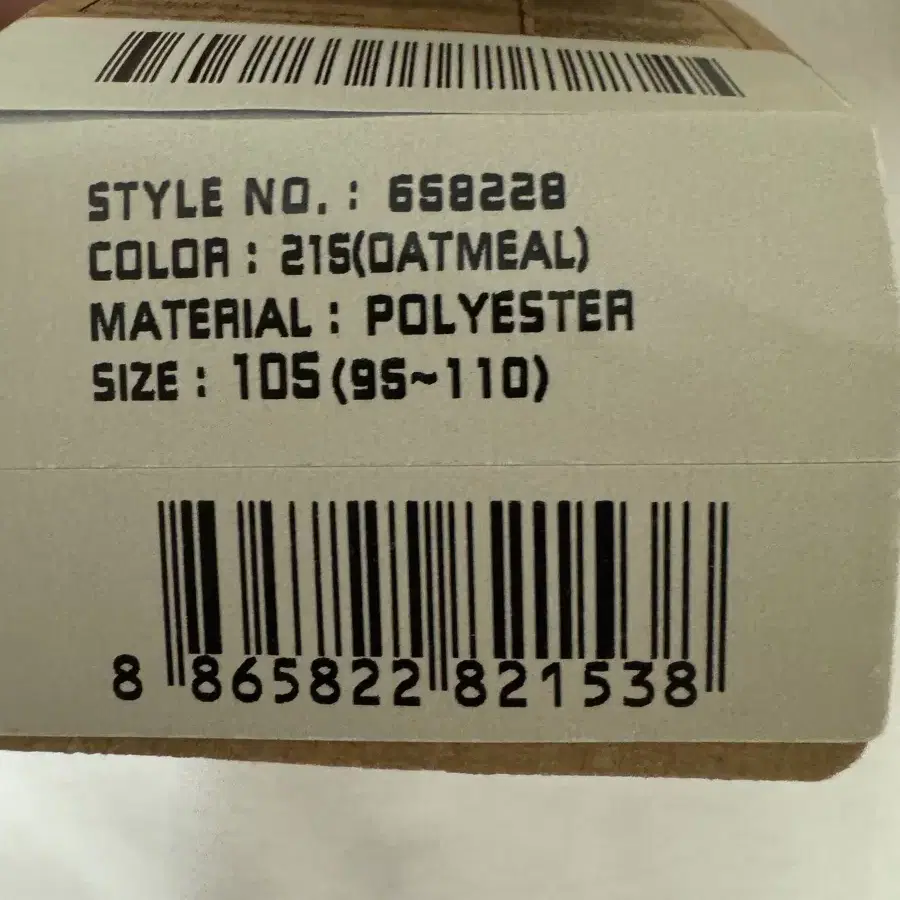 STYLE NO. : 658228
COLOR : 215(OATMEAL)
MATERIAL : POLYESTER
SIZE : 105 (95~110)
8 865822 821538